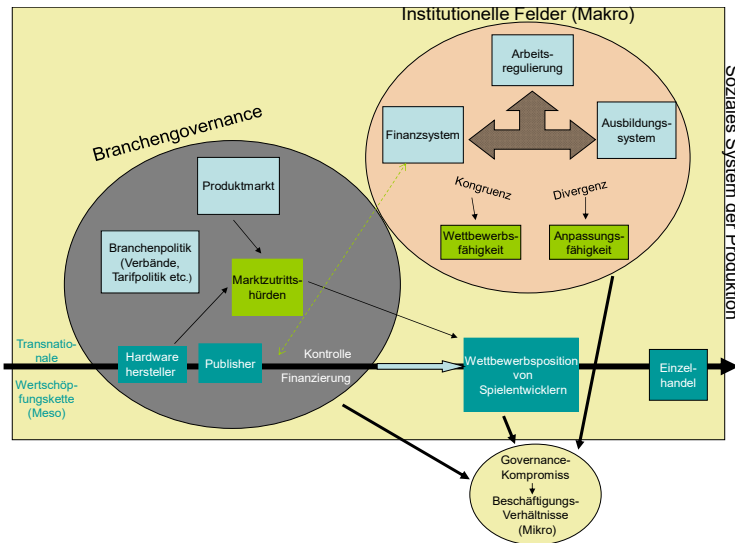 Institutionelle Felder (Makro)
Arbeits-
regulierung
Finanzsystem
Ausbildungs-
system
Kongruenz
Divergenz
Wettbewerbs-
fähigkeit
Anpassungs-
fähigkeit
Soziales System der Produktion
Branchengovernance
Produktmarkt
Branchenpolitik
(Verbände,
Tarifpolitik etc.)
Marktzutritts-
hürden
Transnatio-
nale
Wertschöp-
fungskette
(Meso)
Hardware
hersteller
Publisher
Kontrolle
Finanzierung
Wettbewerbsposition
von
Spielentwicklern
Einzel-
handel
Governance-
Kompromiss
Beschäftigungs-
Verhältnisse
(Mikro)